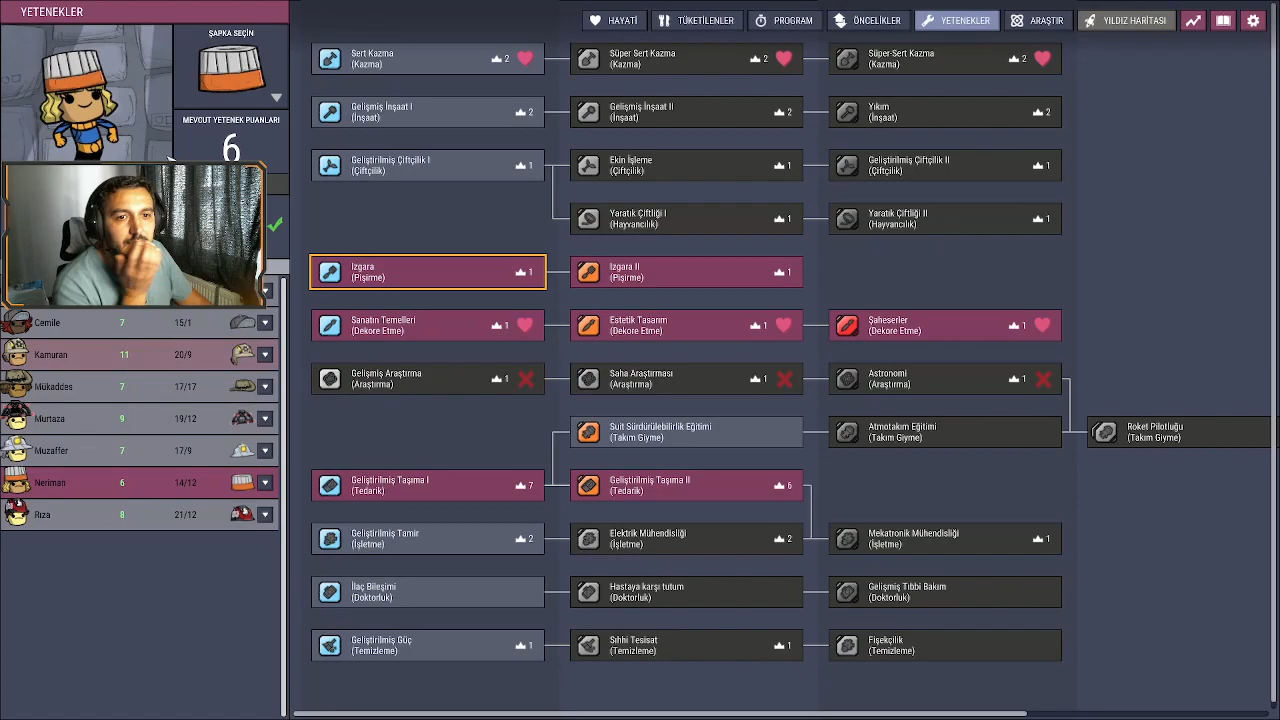 YETENEKLER
HAYATİ
TÜKETİLENLER
PROGRAM
ÖNCELİKLER
YETENEKLER
ARAŞTIR
YILDIZ HARİTASI
ŞAPKA SEÇİN
MEVCUT YETENEK PUANLARI
6
Sert Kazma
(Kazma)
2
Süper Sert Kazma
(Kazma)
2
Süper-Sert Kazma
(Kazma)
2
Gelişmiş İnşaat I
(İnşaat)
2
Gelişmiş İnşaat II
(İnşaat)
2
Yıkım
(İnşaat)
2
Geliştirilmiş Çiftçilik I
(Çiftçilik)
1
Ekin İşleme
(Çiftçilik)
1
Geliştirilmiş Çiftçilik II
(Çiftçilik)
1
Yaratık Çiftliği I
(Hayvancılık)
1
Yaratık Çiftliği II
(Hayvancılık)
1
Izgara
(Pişirme)
1
Izgara II
(Pişirme)
1
Sanatın Temelleri
(Dekore Etme)
1
Estetik Tasarım
(Dekore Etme)
1
Şaheserler
(Dekore Etme)
1
Gelişmiş Araştırma
(Araştırma)
1
Saha Araştırması
(Araştırma)
1
Astronomi
(Araştırma)
1
Suit Sürdürülebilirlik Eğitimi
(Takım Giyme)
Atmotakım Eğitimi
(Takım Giyme)
Roket Pilotluğu
(Takım Giyme)
Geliştirilmiş Taşıma I
(Tedarik)
7
Geliştirilmiş Taşıma II
(Tedarik)
6
Geliştirilmiş Tamir
(İşletme)
2
Elektrik Mühendisliği
(İşletme)
2
Mekatronik Mühendisliği
(İşletme)
1
İlaç Bileşimi
(Doktorluk)
Hastaya karşı tutum
(Doktorluk)
Gelişmiş Tıbbi Bakım
(Doktorluk)
Geliştirilmiş Güç
(Temizleme)
1
Sıhhi Tesisat
(Temizleme)
1
Fişekçilik
(Temizleme)
Cemile 7 15/1
Kamuran 11 20/9
Mükaddes 7 17/17
Murtaza 9 19/12
Muzaffer 7 17/9
Neriman 6 14/12
Rıza 8 21/12